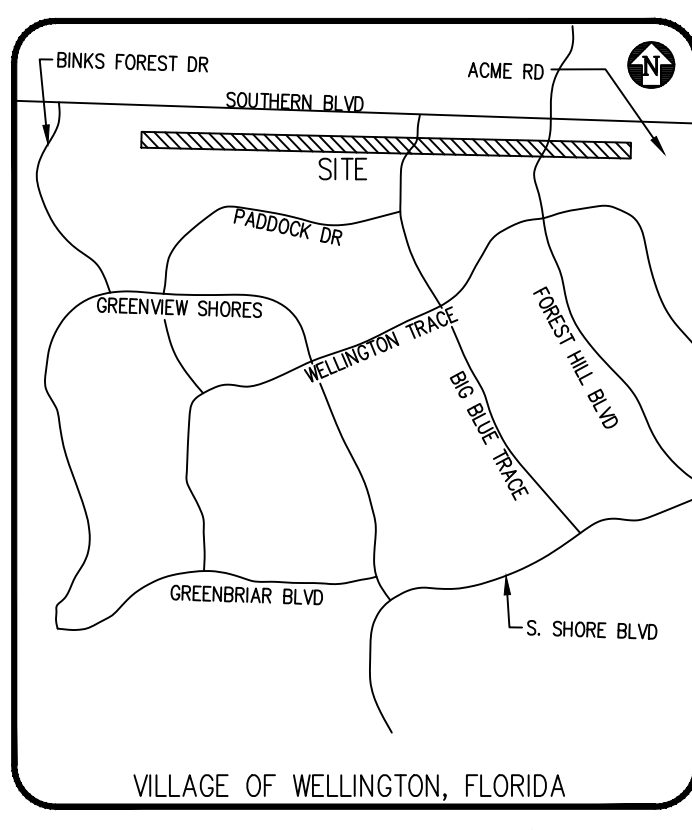 BINKS FOREST DR
ACME RD
N
SOUTHERN BLVD
SITE
PADDOCK DR
GREENVIEW SHORES
WELLINGTON TRACE
FOREST HILL BLVD
BIG BLUE TRACE
GREENBRIAR BLVD
S. SHORE BLVD
VILLAGE OF WELLINGTON, FLORIDA